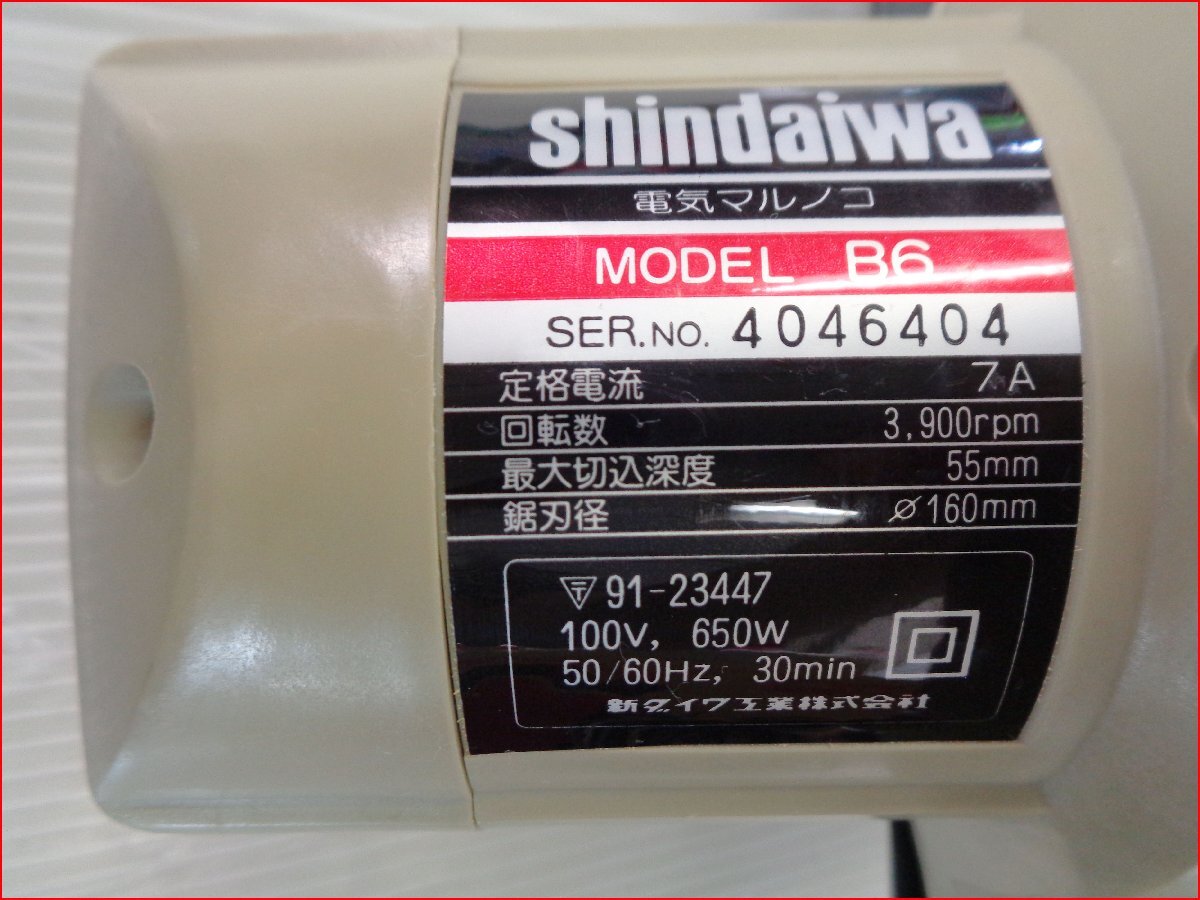 shindaiwa
電気マルノコ
MODEL B6
SER.NO. 4046404
定格電流 7A
回転数 3,900rpm
最大切込深度 55mm
鋸刃径 ⌀160mm
〒 91-23447
100V, 650W
50/60Hz, 30min
新ダイワ工業株式会社